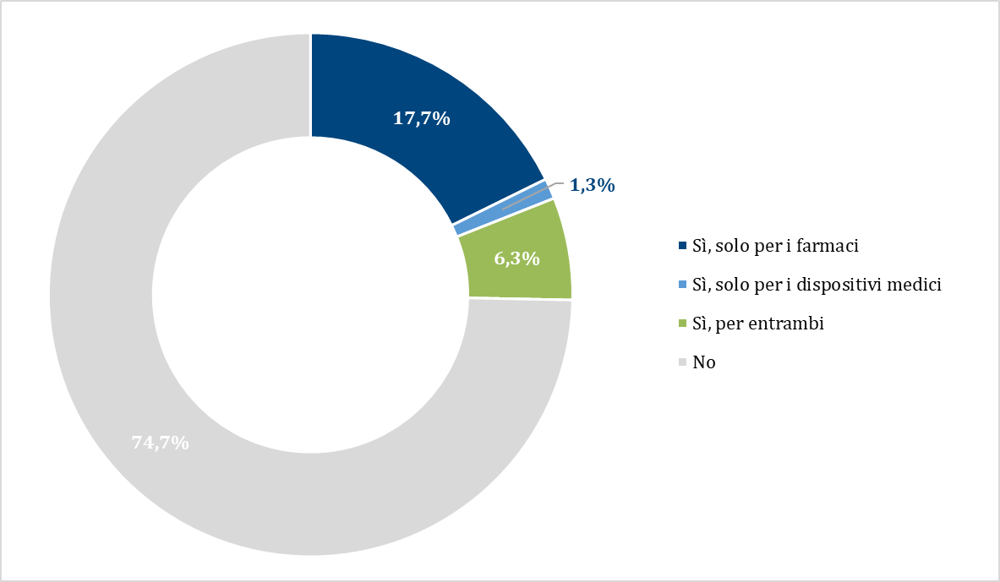 17,7%
1,3%
6,3%
74,7%
Sì, solo per i farmaci
Sì, solo per i dispositivi medici
Sì, per entrambi
No